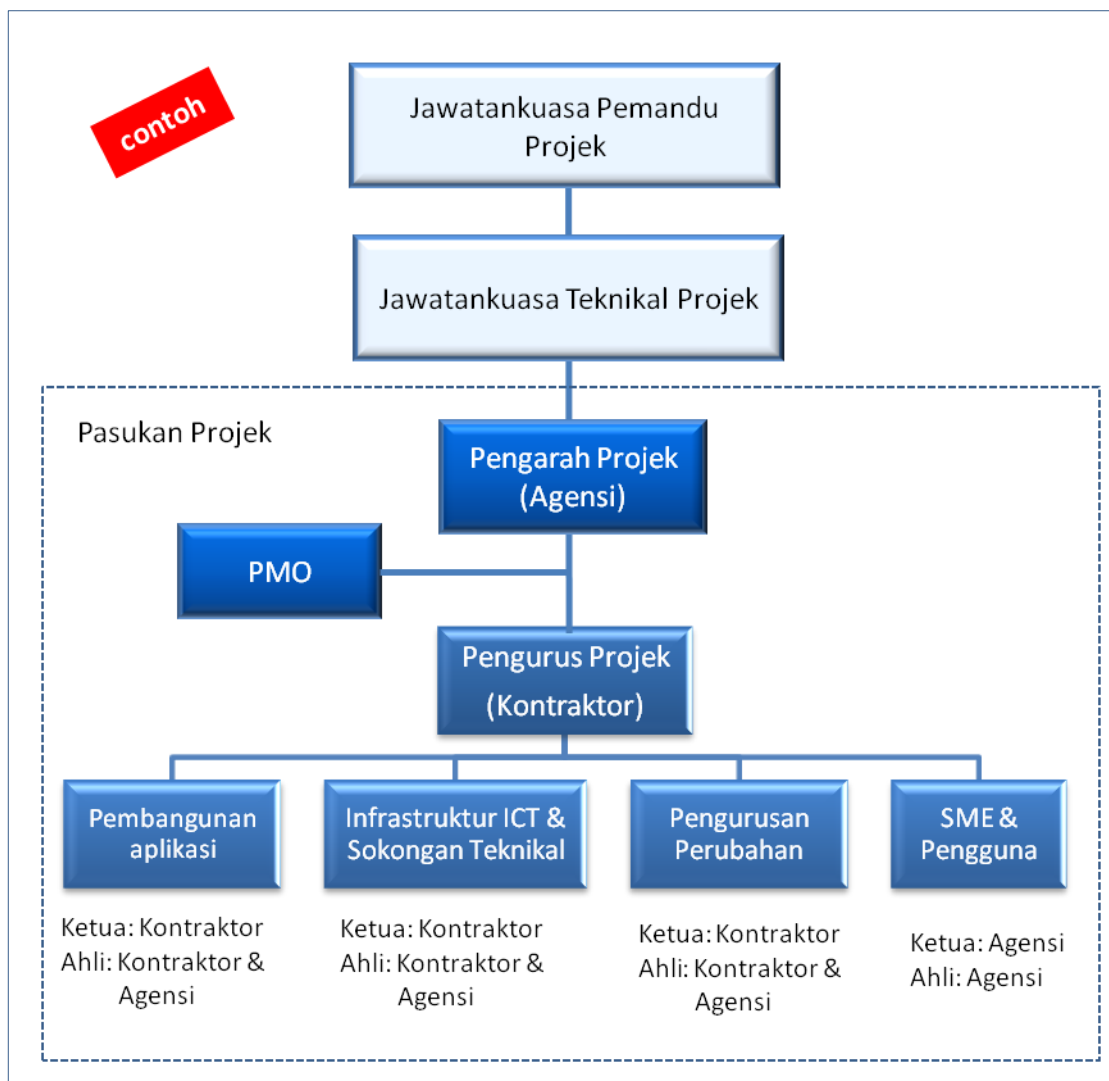 contoh
Jawatankuasa Pemandu
Projek
Jawatankuasa Teknikal Projek
Pasukan Projek
Pengarah Projek
(Agensi)
PMO
Pengurus Projek
(Kontraktor)
Pembangunan
aplikasi
Infrastruktur ICT &
Sokongan Teknikal
Pengurusan
Perubahan
SME &
Pengguna
Ketua: Kontraktor
Ahli: Kontraktor &
Agensi
Ketua: Kontraktor
Ahli: Kontraktor &
Agensi
Ketua: Kontraktor
Ahli: Kontraktor &
Agensi
Ketua: Agensi
Ahli: Agensi